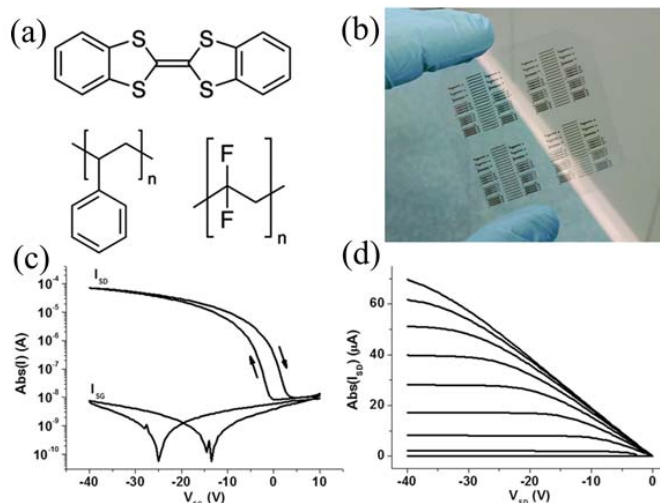 (a)
S
S
S
S
n
F
F
n
(b)
(c)
10⁻⁴
10⁻⁵
10⁻⁶
10⁻⁷
10⁻⁸
10⁻⁹
10⁻¹⁰
Abs(I) (A)
I_SD
I_SG
-40
-30
-20
-10
0
10
(d)
60
40
20
0
Abs(I_SD) (µA)
-40
-30
-20
-10
0
V_SD (V)